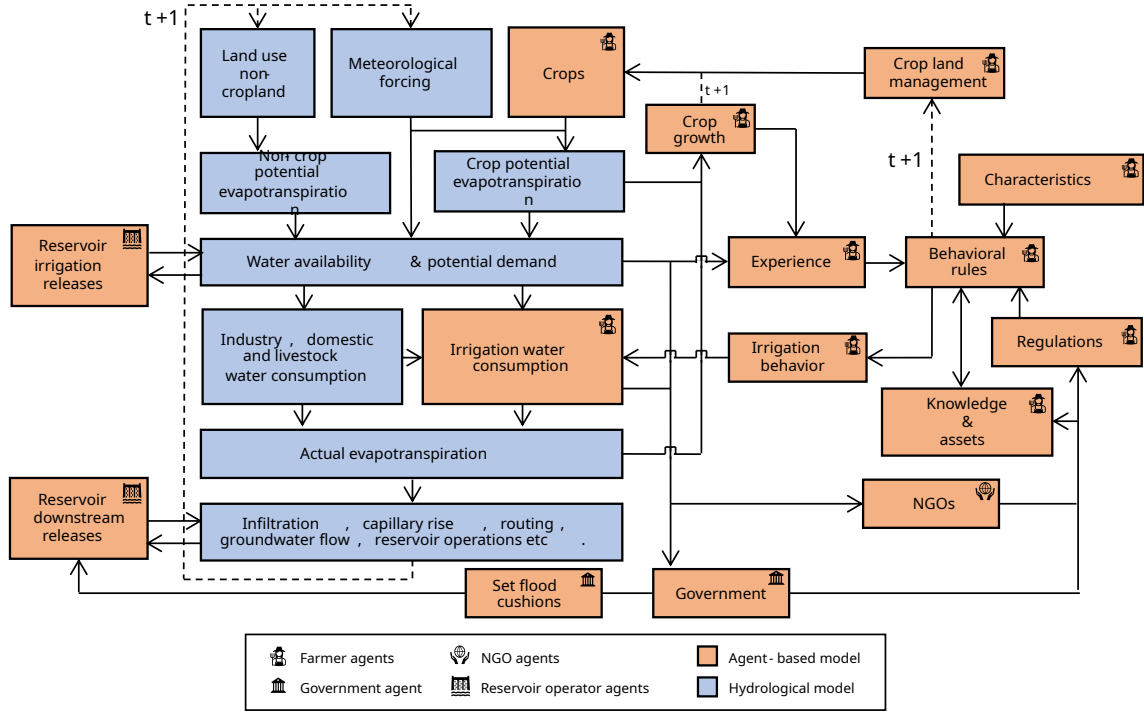 t +1
Land use
non-
cropland
Meteorological
forcing
Crops
Crop land
management
t +1
Crop
growth
t +1
Non- crop
potential
evapotranspiratio
n
Crop potential
evapotranspiratio
n
Characteristics
Reservoir
irrigation
releases
Water availability & potential demand
Experience
Behavioral
rules
Industry , domestic
and livestock
water consumption
Irrigation water
consumption
Irrigation
behavior
Regulations
Knowledge
&
assets
Actual evapotranspiration
Reservoir
downstream
releases
Infiltration , capillary rise , routing ,
groundwater flow , reservoir operations etc .
NGOs
Set flood
cushions
Government
Farmer agents
NGO agents
Agent- based model
Government agent
Reservoir operator agents
Hydrological model